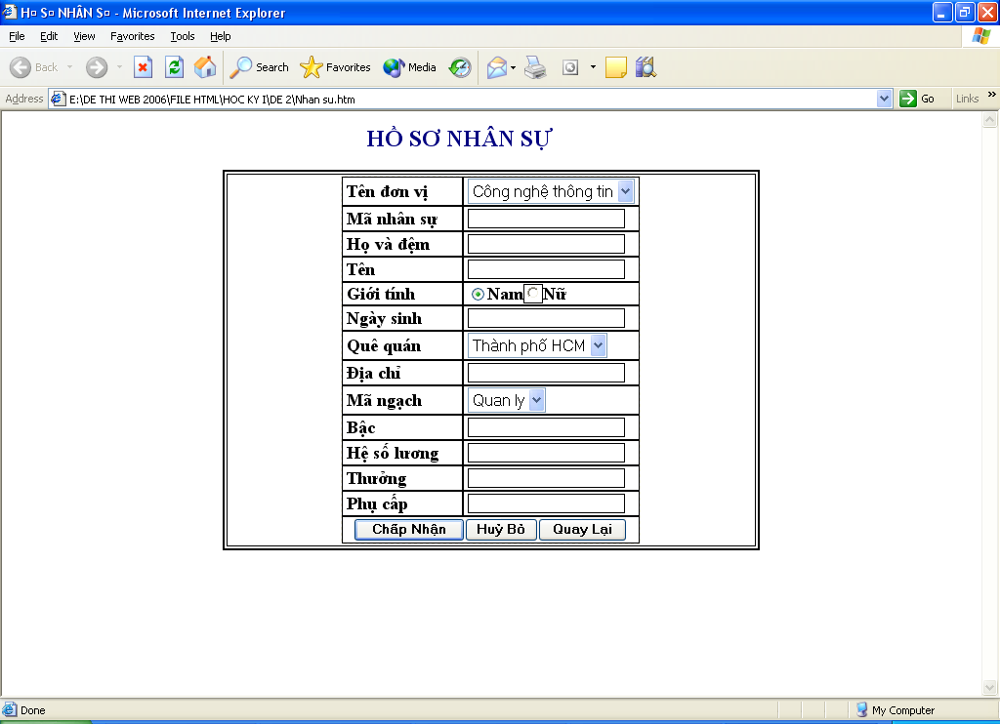 H¤ S¤ NHÂN S¤ - Microsoft Internet Explorer
File Edit View Favorites Tools Help
Back Search Favorites Media
Address E:\DE THI WEB 2006\FILE HTML\HOC KY I\DE 2\Nhan su.htm Go Links »
HỒ SƠ NHÂN SỰ
Tên đơn vị Công nghệ thông tin
Mã nhân sự
Họ và đệm
Tên
Giới tính Nam Nữ
Ngày sinh
Quê quán Thành phố HCM
Địa chỉ
Mã ngạch Quan ly
Bậc
Hệ số lương
Thưởng
Phụ cấp
Chấp Nhận Huỷ Bỏ Quay Lại
Done My Computer